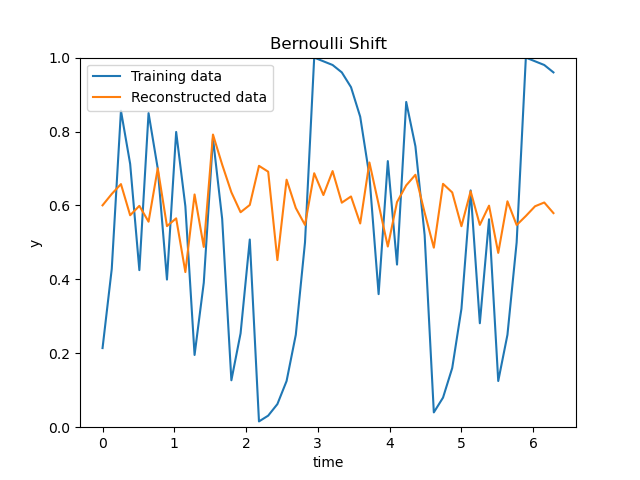 Bernoulli Shift
Training data
Reconstructed data
1.0
0.8
0.6
0.4
0.2
0.0
y
0 1 2 3 4 5 6
time